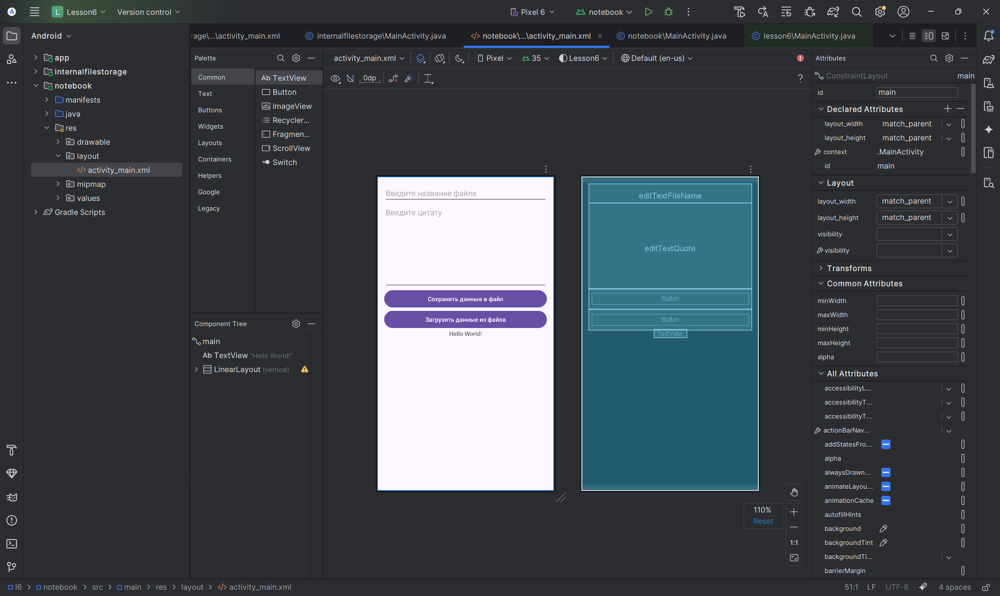 L Lesson6 Version control Pixel 6 notebook
Android
app
internalfilestorage
notebook
manifests
java
res
drawable
layout
activity_main.xml
mipmap
values
Gradle Scripts
rage\...\activity_main.xml internalfilestorage\MainActivity.java notebook\...\activity_main.xml notebook\MainActivity.java lesson6\MainActivity.java
Palette
Common
Text
Buttons
Widgets
Layouts
Containers
Helpers
Google
Legacy
Ab TextView
Button
ImageView
Recycler...
Fragmen...
ScrollView
Switch
Component Tree
main
Ab TextView "Hello World!"
LinearLayout (vertical)
activity_main.xml Pixel 35 Lesson6 Default (en-us)
0dp
?
Введите название файла
Введите цитату
Сохранить данные в файл
Загрузить данные из файла
Hello World!
editTextFileName
editTextQuote
Button
Button
TextView
110%
Reset
1:1
Attributes
ConstraintLayout main
id main
Declared Attributes
layout_width match_parent
layout_height match_parent
context .MainActivity
id main
Layout
layout_width match_parent
layout_height match_parent
visibility
visibility
Transforms
Common Attributes
minWidth
maxWidth
minHeight
maxHeight
alpha
All Attributes
accessibilityL...
accessibilityT...
accessibilityT...
actionBarNav...
addStatesFro...
alpha
alwaysDrawn...
animateLayou...
animationCache
autofillHints
background
backgroundTint
backgroundTi...
barrierMargin
l6 > notebook > src > main > res > layout > activity_main.xml
51:1 LF UTF-8 4 spaces